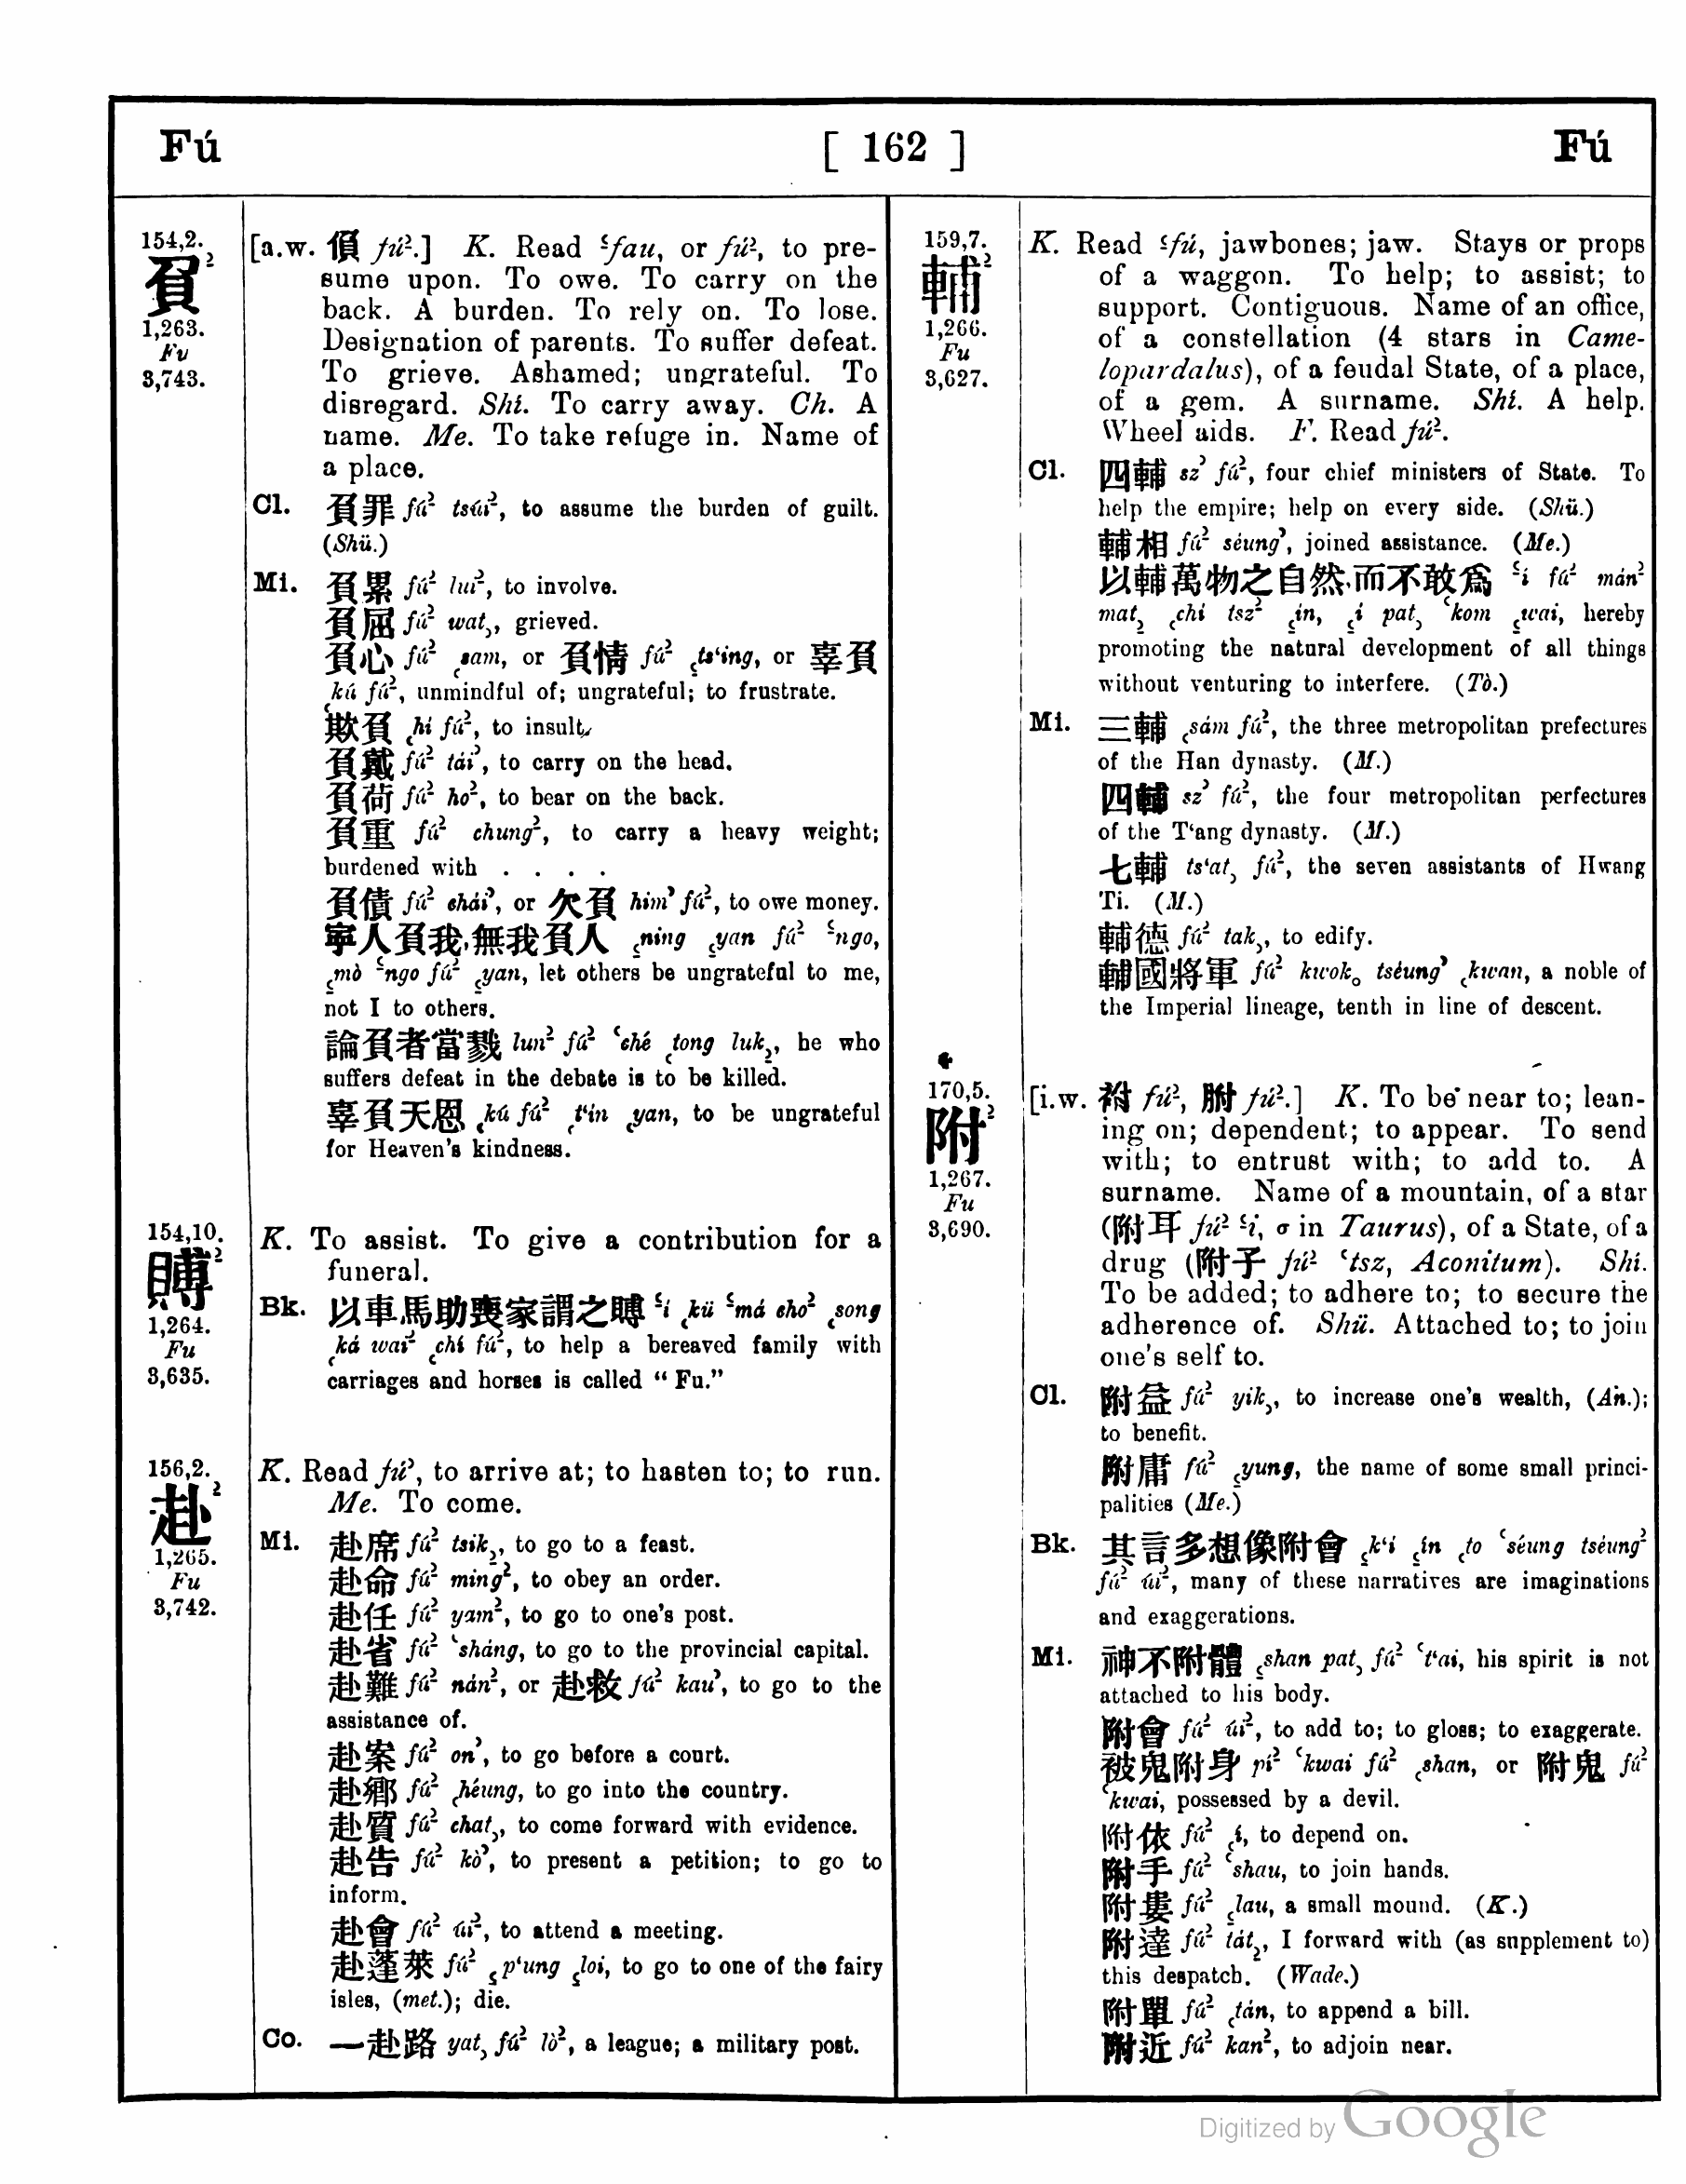 Fú
[ 162 ]
Fú
154,2.
負²
1,263.
Fu
3,743.
[a.w. 偩 fú².] K. Read ʿfau, or fú², to pre-
sume upon. To owe. To carry on the
back. A burden. To rely on. To lose.
Designation of parents. To suffer defeat.
To grieve. Ashamed; ungrateful. To
disregard. Shí. To carry away. Ch. A
name. Me. To take refuge in. Name of
a place.
Cl. 負罪 fú² tsúi², to assume the burden of guilt.
(Shü.)
Mi. 負累 fú² lui², to involve.
負屈 fú² wat꜆, grieved.
負心 fú² ꜀sam, or 負情 fú² ꜁tsʻing, or 辜負
꜀kú fú², unmindful of; ungrateful; to frustrate.
欺負 ꜀hí fú², to insult.
負戴 fú² tái꜄, to carry on the head.
負荷 fú² ho², to bear on the back.
負重 fú² chung², to carry a heavy weight;
burdened with . . . .
負債 fú² chái꜄, or 欠負 him꜄ fú², to owe money.
寧人負我,無我負人 ꜁ning ꜁yan fú² ꜃ngo,
꜁mò ꜃ngo fú² ꜁yan, let others be ungrateful to me,
not I to others.
論負者當戮 lun² fú² ꜂ché ꜀tong luk꜇, he who
suffers defeat in the debate is to be killed.
辜負天恩 ꜀kú fú² ꜀tʻín ꜀yan, to be ungrateful
for Heaven's kindness.
154,10.
賻²
1,264.
Fu
3,635.
K. To assist. To give a contribution for a
funeral.
Bk. 以車馬助喪家謂之賻 ꜃í ꜀kü ꜃má cho² ꜀song
꜀ká wai² ꜀chí fú², to help a bereaved family with
carriages and horses is called “ Fu.”
156,2.
赴²
1,265.
Fu
3,742.
K. Read fú꜄, to arrive at; to hasten to; to run.
Me. To come.
Mi. 赴席 fú² tsik꜇, to go to a feast.
赴命 fú² ming², to obey an order.
赴任 fú² yam², to go to one's post.
赴省 fú² ꜂sháng, to go to the provincial capital.
赴難 fú² nán², or 赴救 fú² kau꜄, to go to the
assistance of.
赴案 fú² on꜄, to go before a court.
赴鄉 fú² ꜀héung, to go into the country.
赴質 fú² chat꜆, to come forward with evidence.
赴告 fú² kò꜄, to present a petition; to go to
inform.
赴會 fú² úi², to attend a meeting.
赴蓬萊 fú² ꜁pʻung ꜁loi, to go to one of the fairy
isles, (met.); die.
Co. 一赴路 yat꜆ fú² lò², a league; a military post.
159,7.
輔²
1,266.
Fu
3,627.
K. Read ꜃fú, jawbones; jaw. Stays or props
of a waggon. To help; to assist; to
support. Contiguous. Name of an office,
of a constellation (4 stars in Came-
lopardalus), of a feudal State, of a place,
of a gem. A surname. Shí. A help.
Wheel aids. F. Read fú².
Cl. 四輔 sz꜄ fú², four chief ministers of State. To
help the empire; help on every side. (Shü.)
輔相 fú² séung꜄, joined assistance. (Me.)
以輔萬物之自然,而不敢爲 ꜃í fú² mán²
mat꜇ ꜀chí tsz² ꜁ín, ꜁í pat꜆ ꜂kom ꜁wai, hereby
promoting the natural development of all things
without venturing to interfere. (Tò.)
Mi. 三輔 ꜀sám fú², the three metropolitan prefectures
of the Han dynasty. (M.)
四輔 sz꜄ fú², the four metropolitan perfectures
of the Tʻang dynasty. (M.)
七輔 tsʻat꜆ fú², the seven assistants of Hwang
Ti. (M.)
輔德 fú² tak꜆, to edify.
輔國將軍 fú² kwok꜀ tséung꜄ ꜀kwan, a noble of
the Imperial lineage, tenth in line of descent.
170,5.
附²
1,267.
Fu
3,690.
[i.w. 祔 fú², 胕 fú².] K. To be near to; lean-
ing on; dependent; to appear. To send
with; to entrust with; to add to. A
surname. Name of a mountain, of a star
(附耳 fú² ꜃í, σ in Taurus), of a State, of a
drug (附子 fú² ꜂tsz, Aconitum). Shí.
To be added; to adhere to; to secure the
adherence of. Shü. Attached to; to join
one's self to.
Cl. 附益 fú² yik꜆, to increase one's wealth, (An.);
to benefit.
附庸 fú² ꜁yung, the name of some small princi-
palities (Me.)
Bk. 其言多想像附會 ꜁kʻí ꜁ín ꜀to ꜂séung tséung²
fú² úi², many of these narratives are imaginations
and exaggerations.
Mi. 神不附體 ꜁shan pat꜆ fú² ꜂tʻai, his spirit is not
attached to his body.
附會 fú² úi², to add to; to gloss; to exaggerate.
被鬼附身 pí² ꜂kwai fú² ꜀shan, or 附鬼 fú²
꜂kwai, possessed by a devil.
附依 fú² ꜀í, to depend on.
附手 fú² ꜂shau, to join hands.
附婁 fú² ꜁lau, a small mound. (K.)
附達 fú² tát꜇, I forward with (as supplement to)
this despatch. (Wade.)
附單 fú² ꜀tán, to append a bill.
附近 fú² kan², to adjoin near.
Digitized by Google